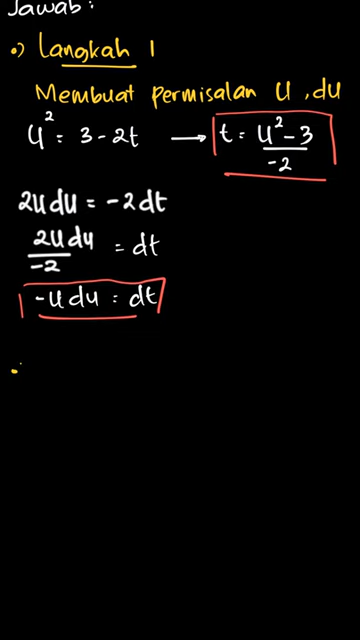 Jawab:
•) Langkah 1
Membuat permisalan U, du
u² = 3 - 2t → t = u² - 3 / -2
2u du = -2 dt
2u du / -2 = dt
-u du = dt